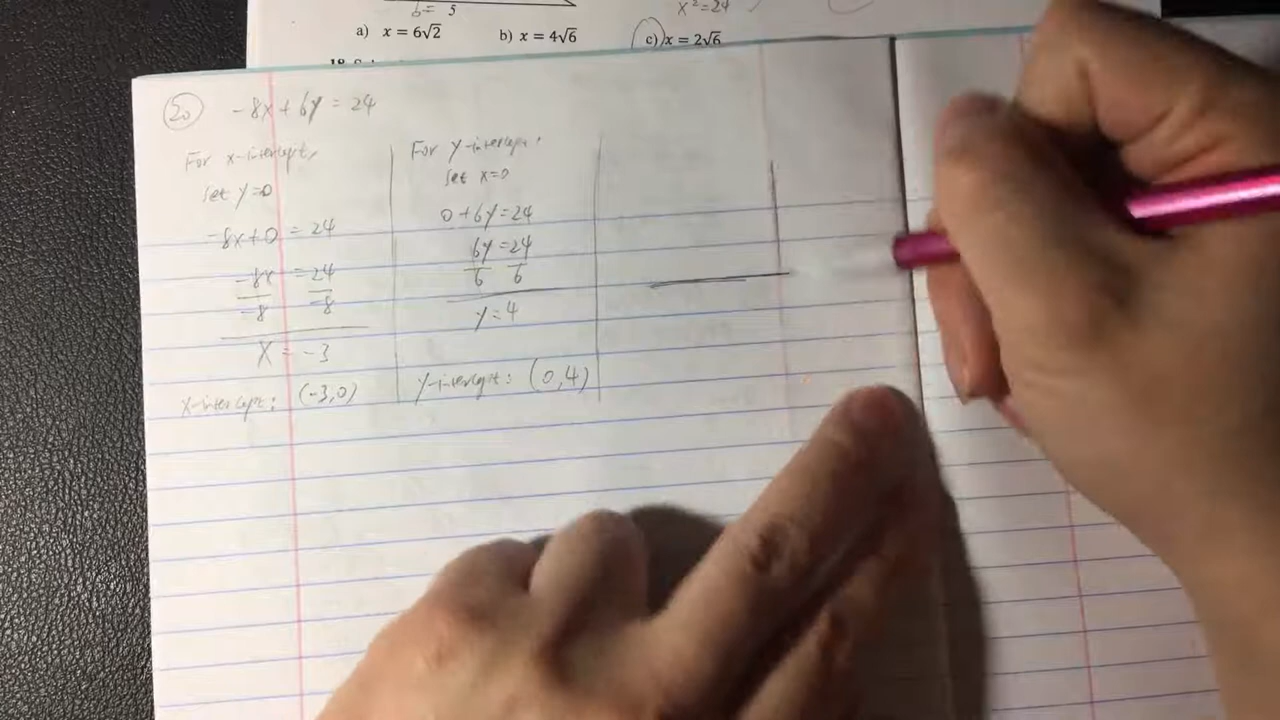 b = 5
x² = 24
a) x = 6√2 b) x = 4√6 c) x = 2√6
20 -8x + 6y = 24
For x-intercept,
set y=0
-8x+0 = 24
-8x = 24
-8 -8
x = -3
x-intercept: (-3,0)
For y-intercept,
set x=0
0+6y=24
6y=24
6 6
y=4
y-intercept: (0,4)